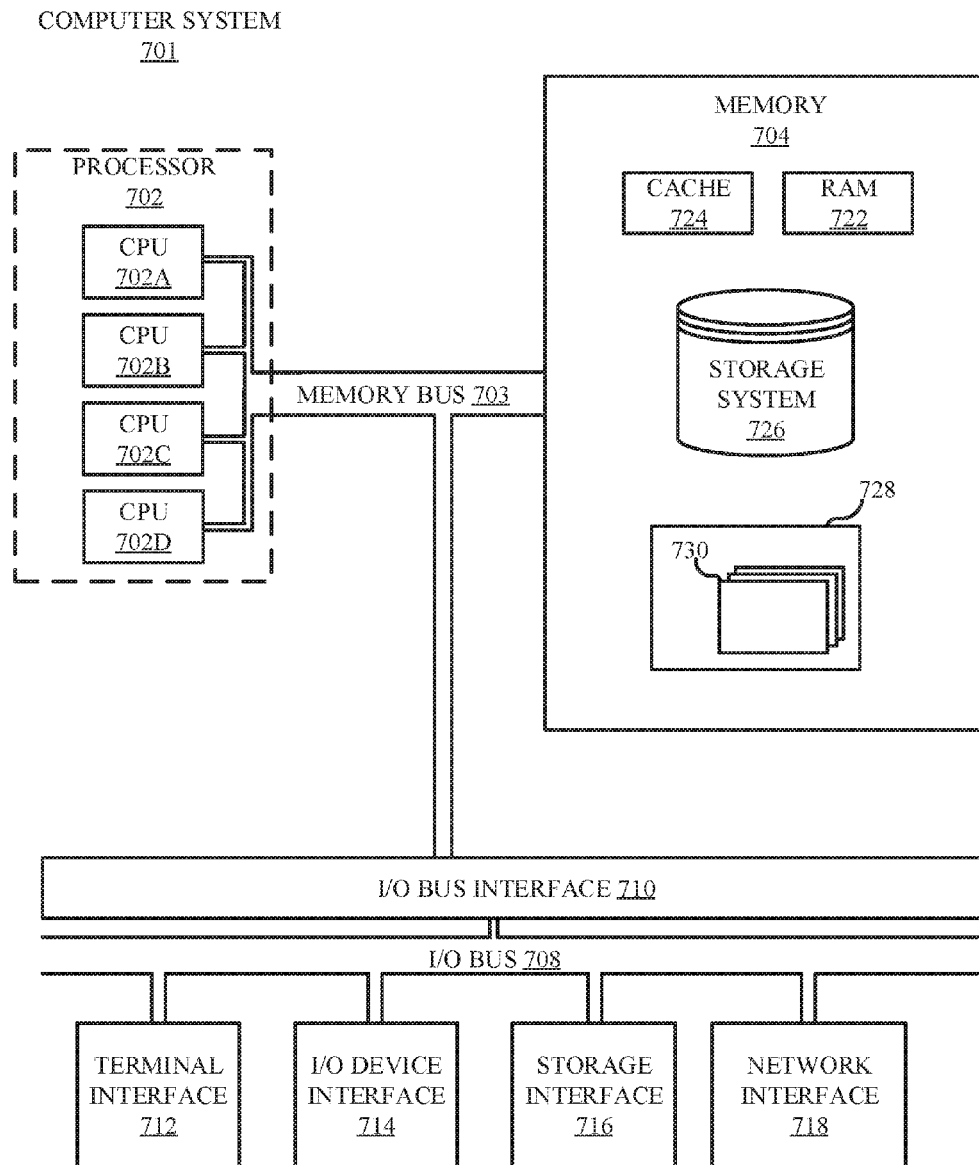 COMPUTER SYSTEM
701
PROCESSOR
702
CPU
702A
CPU
702B
CPU
702C
CPU
702D
MEMORY BUS 703
MEMORY
704
CACHE
724
RAM
722
STORAGE
SYSTEM
726
728
730
I/O BUS INTERFACE 710
I/O BUS 708
TERMINAL
INTERFACE
712
I/O DEVICE
INTERFACE
714
STORAGE
INTERFACE
716
NETWORK
INTERFACE
718